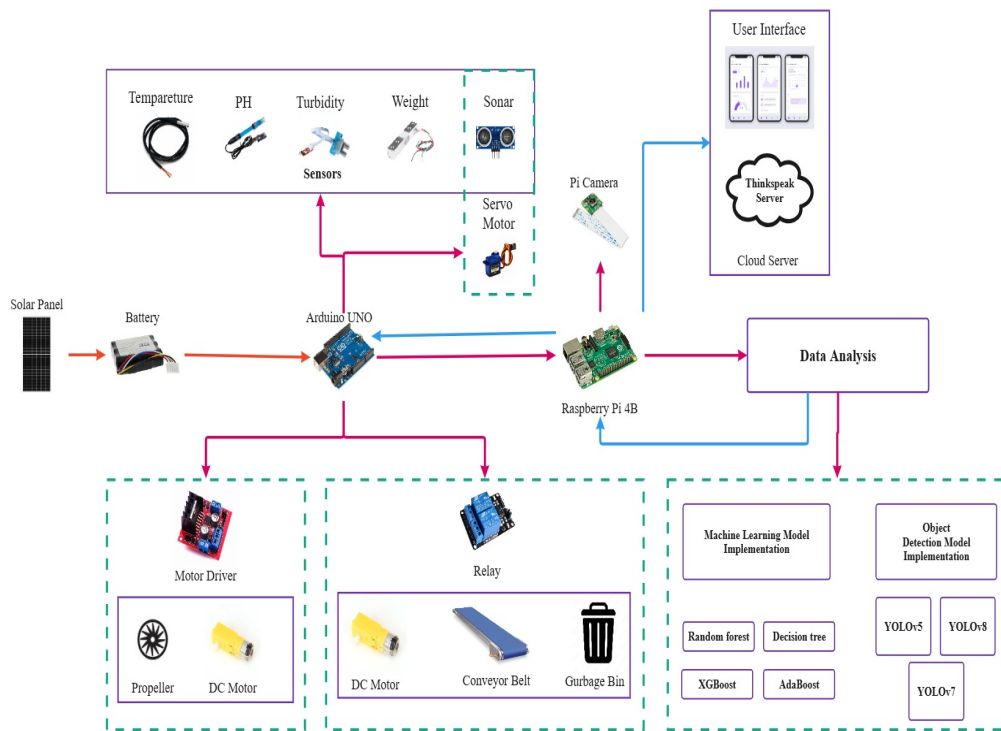 User Interface
Tempareture
PH
Turbidity
Weight
Sonar
Sensors
Thinkspeak
Server
Cloud Server
Pi Camera
Servo
Motor
Solar Panel
Battery
Arduino UNO
Raspberry Pi 4B
Data Analysis
Motor Driver
Propeller
DC Motor
Relay
DC Motor
Conveyor Belt
Gurbage Bin
Machine Learning Model
Implementation
Object
Detection Model
Implementation
Random forest
Decision tree
XGBoost
AdaBoost
YOLOv5
YOLOv8
YOLOv7